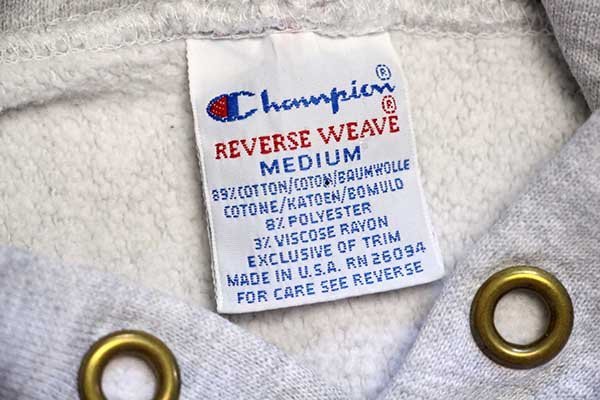 Champion®
REVERSE WEAVE®
MEDIUM
89% COTTON/COTON/BAUMWOLLE
COTONE/KATOEN/BOMULD
8% POLYESTER
3% VISCOSE RAYON
EXCLUSIVE OF TRIM
MADE IN U.S.A. RN 26094
FOR CARE SEE REVERSE